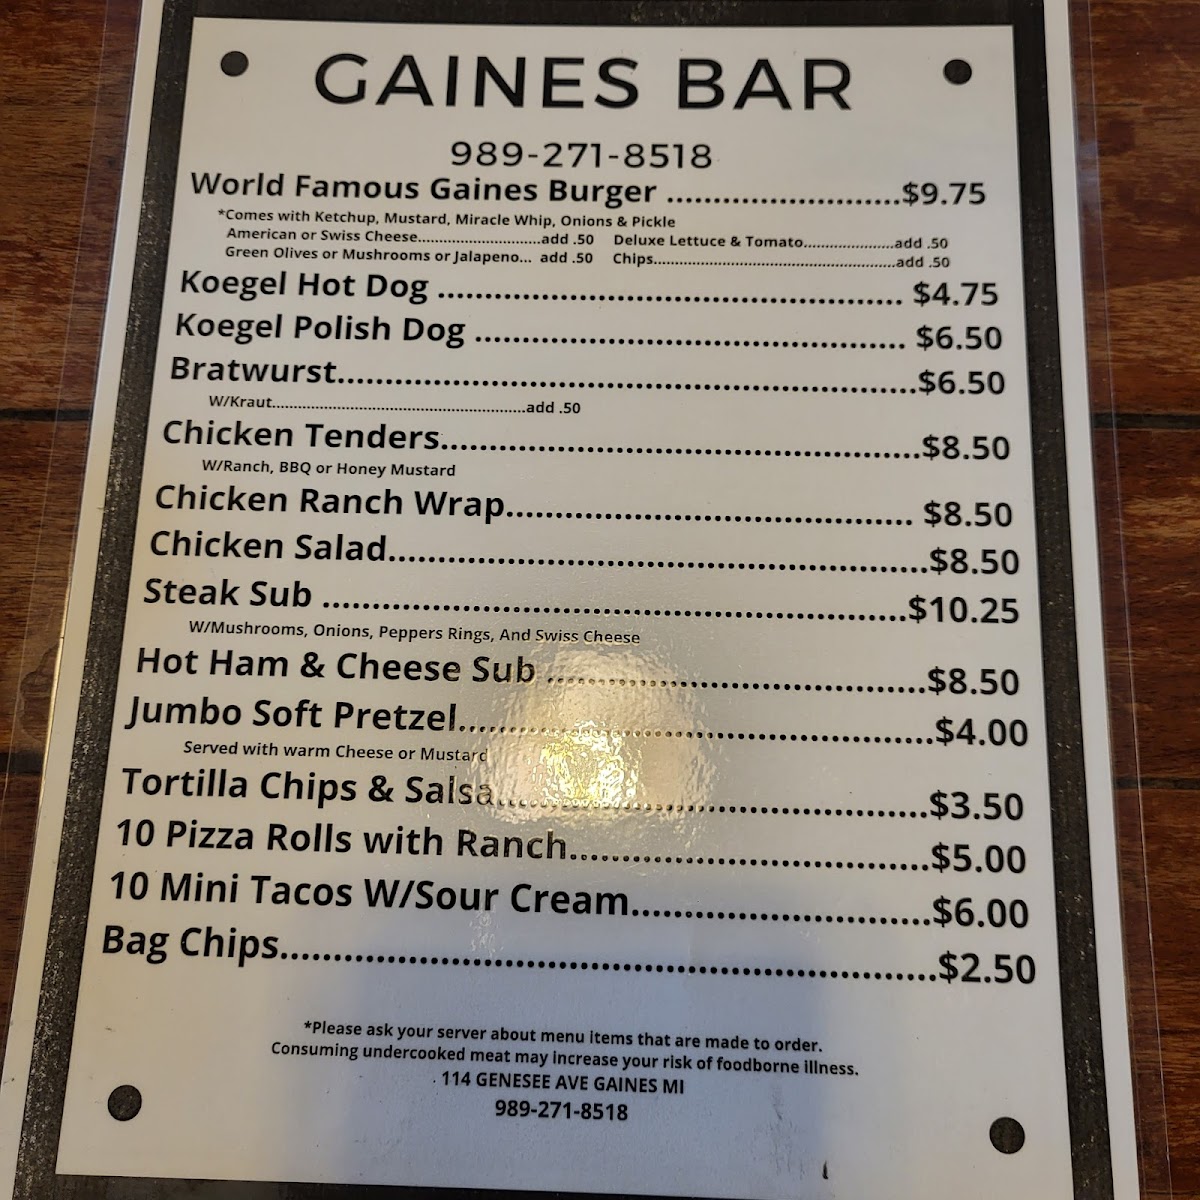 GAINES BAR
989-271-8518
World Famous Gaines Burger ........................$9.75
*Comes with Ketchup, Mustard, Miracle Whip, Onions & Pickle
American or Swiss Cheese.............................add .50 Deluxe Lettuce & Tomato.....................add .50
Green Olives or Mushrooms or Jalapeno... add .50 Chips.........................................................add .50
Koegel Hot Dog ................................................ $4.75
Koegel Polish Dog ............................................ $6.50
Bratwurst............................................................$6.50
W/Kraut.............................................................add .50
Chicken Tenders.................................................$8.50
W/Ranch, BBQ or Honey Mustard
Chicken Ranch Wrap.......................................... $8.50
Chicken Salad.......................................................$8.50
Steak Sub ...........................................................$10.25
W/Mushrooms, Onions, Peppers Rings, And Swiss Cheese
Hot Ham & Cheese Sub .......................................$8.50
Jumbo Soft Pretzel................................................$4.00
Served with warm Cheese or Mustard
Tortilla Chips & Salsa............................................$3.50
10 Pizza Rolls with Ranch.....................................$5.00
10 Mini Tacos W/Sour Cream...............................$6.00
Bag Chips..................................................................$2.50
*Please ask your server about menu items that are made to order.
Consuming undercooked meat may increase your risk of foodborne illness.
114 GENESEE AVE GAINES MI
989-271-8518